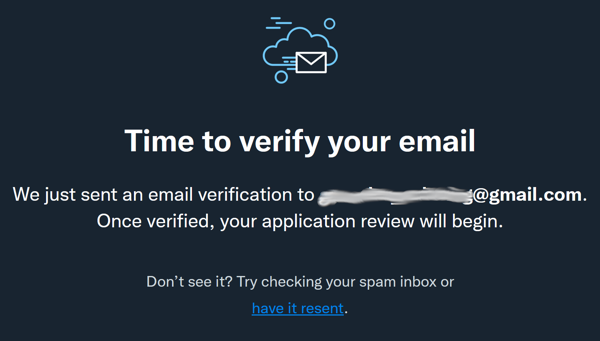 Time to verify your email
We just sent an email verification to @gmail.com.
Once verified, your application review will begin.
Don’t see it? Try checking your spam inbox or
have it resent.